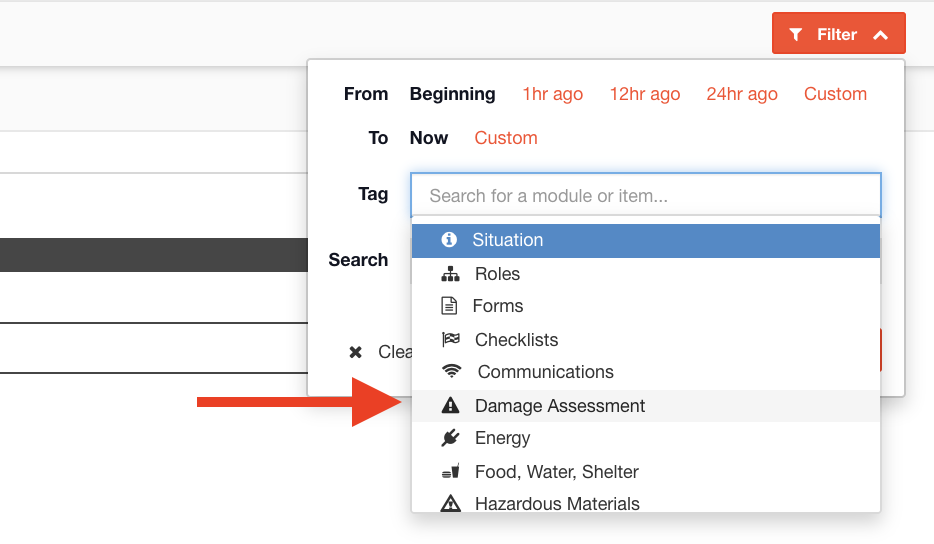 Filter
From Beginning 1hr ago 12hr ago 24hr ago Custom
To Now Custom
Tag Search for a module or item...
Situation
Search
Roles
Forms
Checklists
Clea
Communications
Damage Assessment
Energy
Food, Water, Shelter
Hazardous Materials